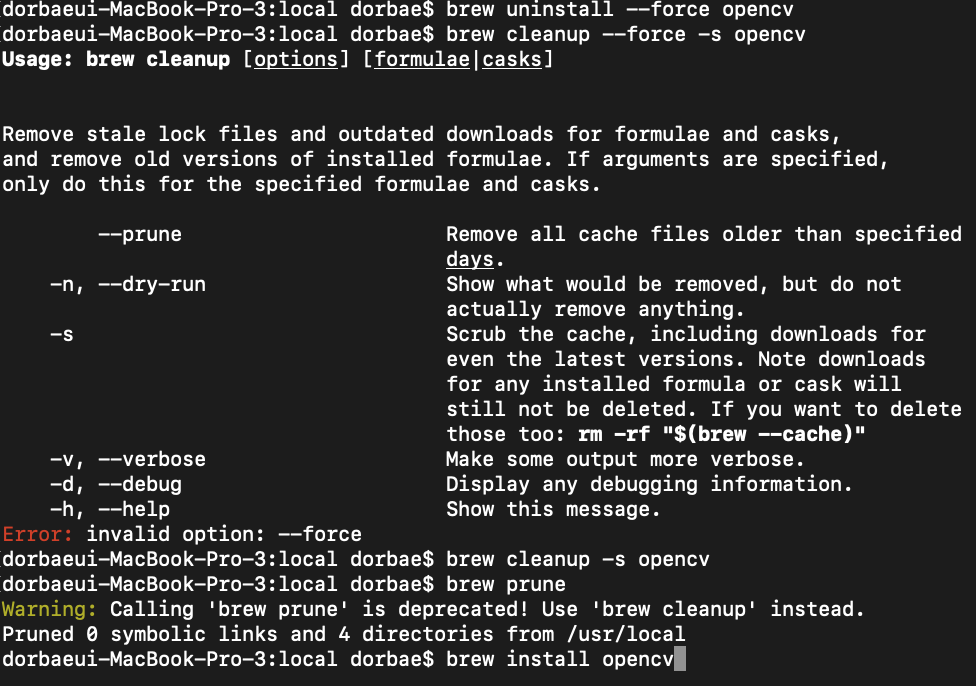 dorbaeui-MacBook-Pro-3:local dorbae$ brew uninstall --force opencv
dorbaeui-MacBook-Pro-3:local dorbae$ brew cleanup --force -s opencv
Usage: brew cleanup [options] [formulae|casks]
Remove stale lock files and outdated downloads for formulae and casks,
and remove old versions of installed formulae. If arguments are specified,
only do this for the specified formulae and casks.
--prune Remove all cache files older than specified
days.
-n, --dry-run Show what would be removed, but do not
actually remove anything.
-s Scrub the cache, including downloads for
even the latest versions. Note downloads
for any installed formula or cask will
still not be deleted. If you want to delete
those too: rm -rf "$(brew --cache)"
-v, --verbose Make some output more verbose.
-d, --debug Display any debugging information.
-h, --help Show this message.
Error: invalid option: --force
dorbaeui-MacBook-Pro-3:local dorbae$ brew cleanup -s opencv
dorbaeui-MacBook-Pro-3:local dorbae$ brew prune
Warning: Calling 'brew prune' is deprecated! Use 'brew cleanup' instead.
Pruned 0 symbolic links and 4 directories from /usr/local
dorbaeui-MacBook-Pro-3:local dorbae$ brew install opencv